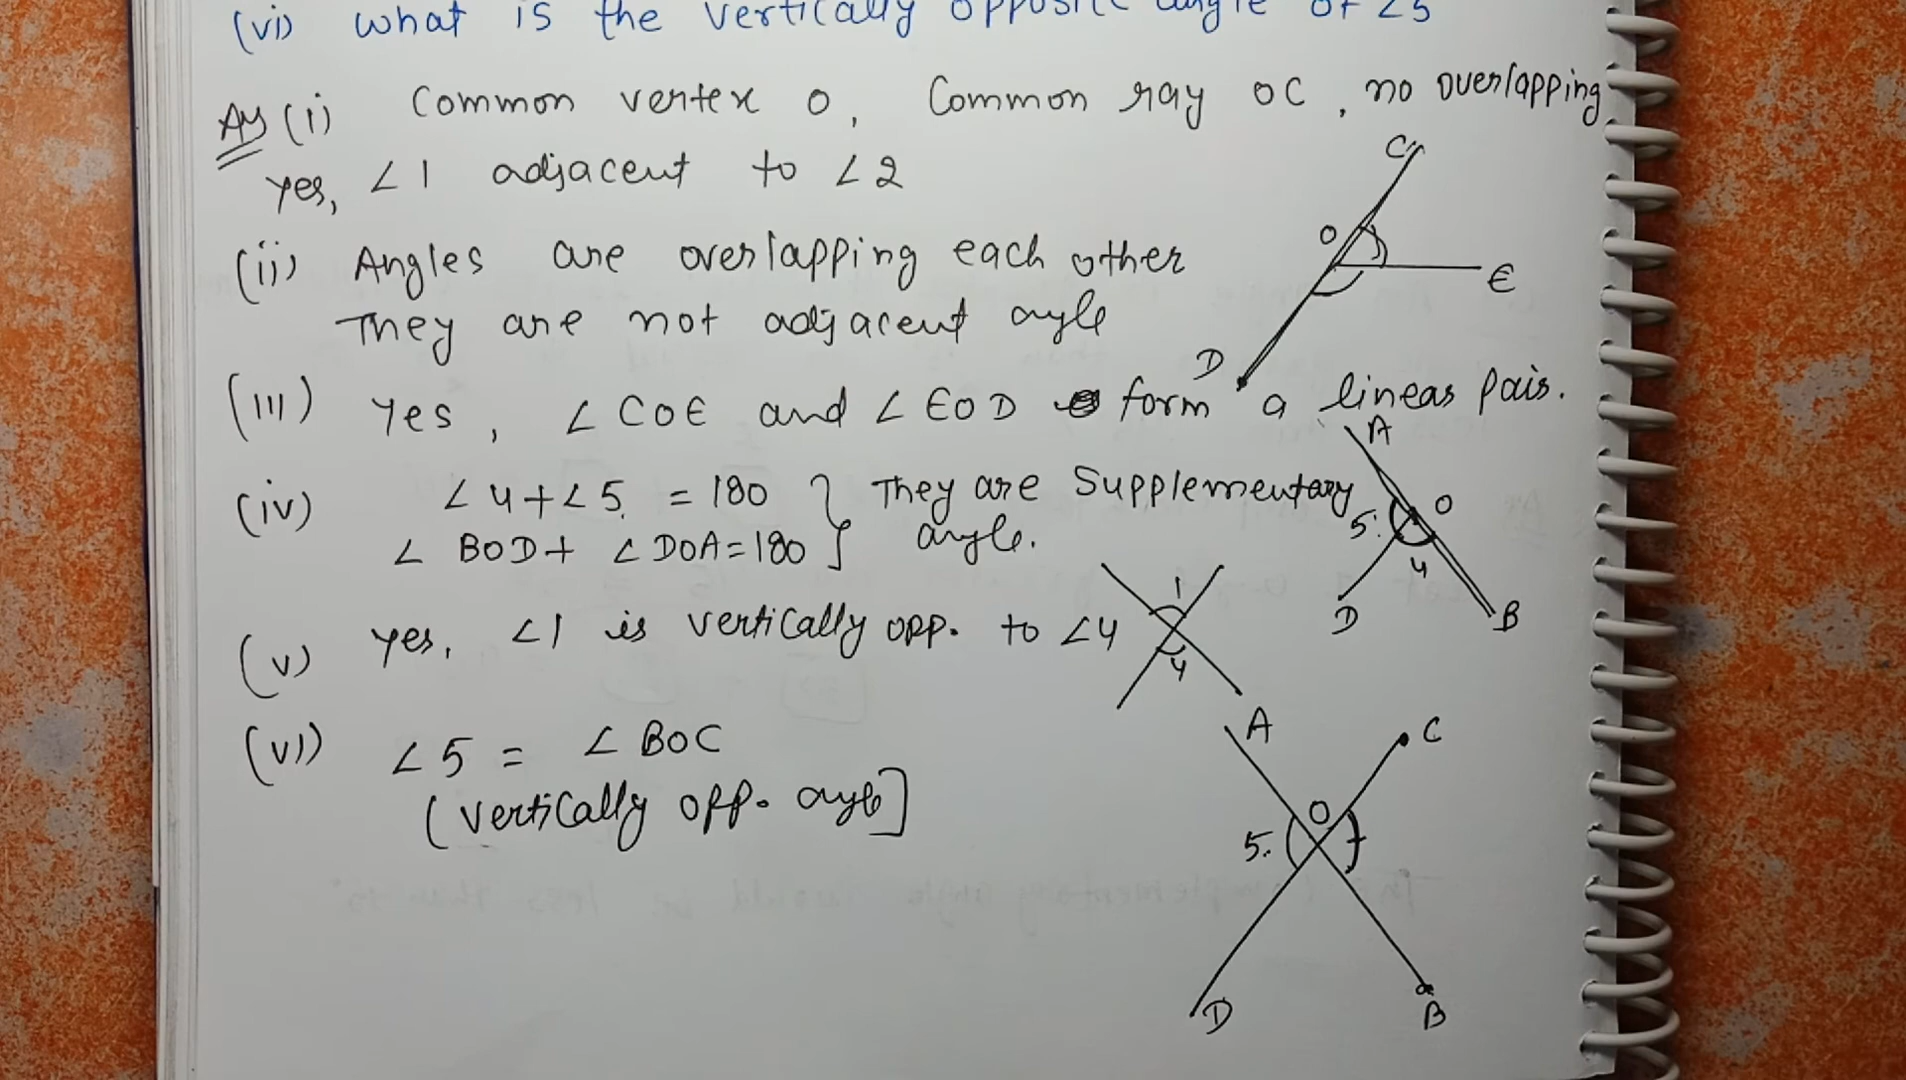 (vi) what is the vertically opposite angle of ∠5
Ans (i) Common vertex O, Common ray OC, no overlapping
yes, ∠1 adjacent to ∠2
(ii) Angles are overlapping each other
They are not adjacent angle
(iii) Yes, ∠COE and ∠EOD form a linear pair.
(iv) ∠4+∠5 = 180 } They are Supplementary
∠BOD + ∠DOA = 180 } angle.
(v) yes, ∠1 is vertically opp. to ∠4
(vi) ∠5 = ∠BOC
(vertically opp. angle]
C
O
E
D
A
O
5
4
D
B
1
4
A
C
O
5
D
B